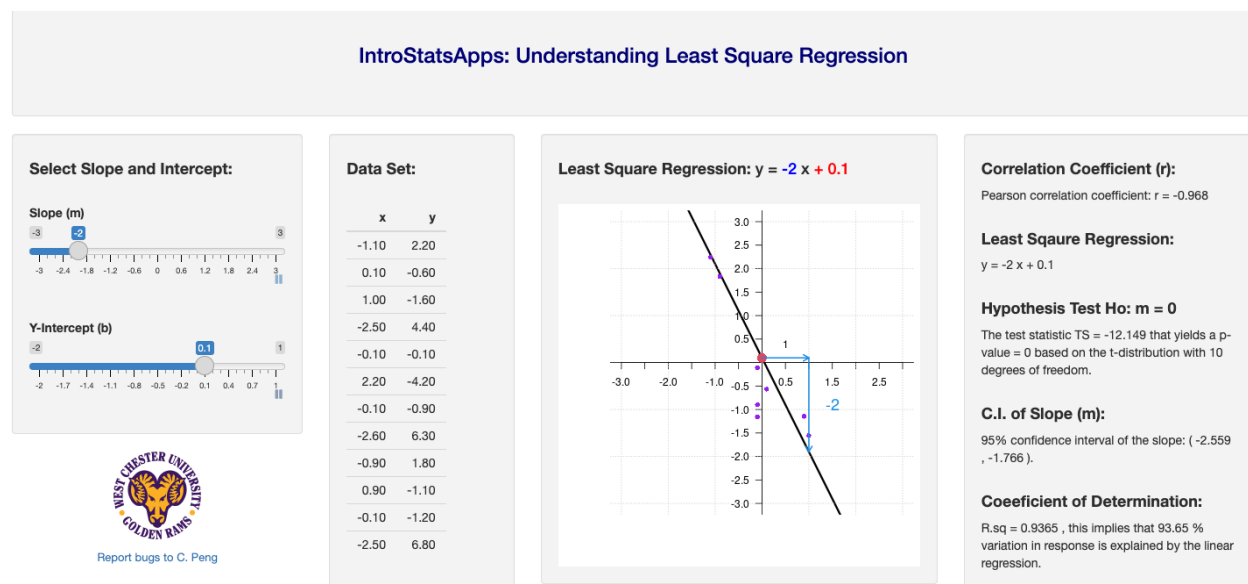 IntroStatsApps: Understanding Least Square Regression
Select Slope and Intercept:
Slope (m)
-3 -2 3
-3 -2.4 -1.8 -1.2 -0.6 0 0.6 1.2 1.8 2.4 3
Y-Intercept (b)
-2 0.1 1
-2 -1.7 -1.4 -1.1 -0.8 -0.5 -0.2 0.1 0.4 0.7 1
WEST CHESTER UNIVERSITY
GOLDEN RAMS
Report bugs to C. Peng
Data Set:
x y
-1.10 2.20
0.10 -0.60
1.00 -1.60
-2.50 4.40
-0.10 -0.10
2.20 -4.20
-0.10 -0.90
-2.60 6.30
-0.90 1.80
0.90 -1.10
-0.10 -1.20
-2.50 6.80
Least Square Regression: y = -2 x + 0.1
3.0
2.5
2.0
1.5
1.0
0.5
1
-3.0 -2.0 -1.0 0.5 1.5 2.5
-0.5
-1.0
-2
-1.5
-2.0
-2.5
-3.0
Correlation Coefficient (r):
Pearson correlation coefficient: r = -0.968
Least Sqaure Regression:
y = -2 x + 0.1
Hypothesis Test Ho: m = 0
The test statistic TS = -12.149 that yields a p-
value = 0 based on the t-distribution with 10
degrees of freedom.
C.I. of Slope (m):
95% confidence interval of the slope: ( -2.559
, -1.766 ).
Coeeficient of Determination:
R.sq = 0.9365 , this implies that 93.65 %
variation in response is explained by the linear
regression.